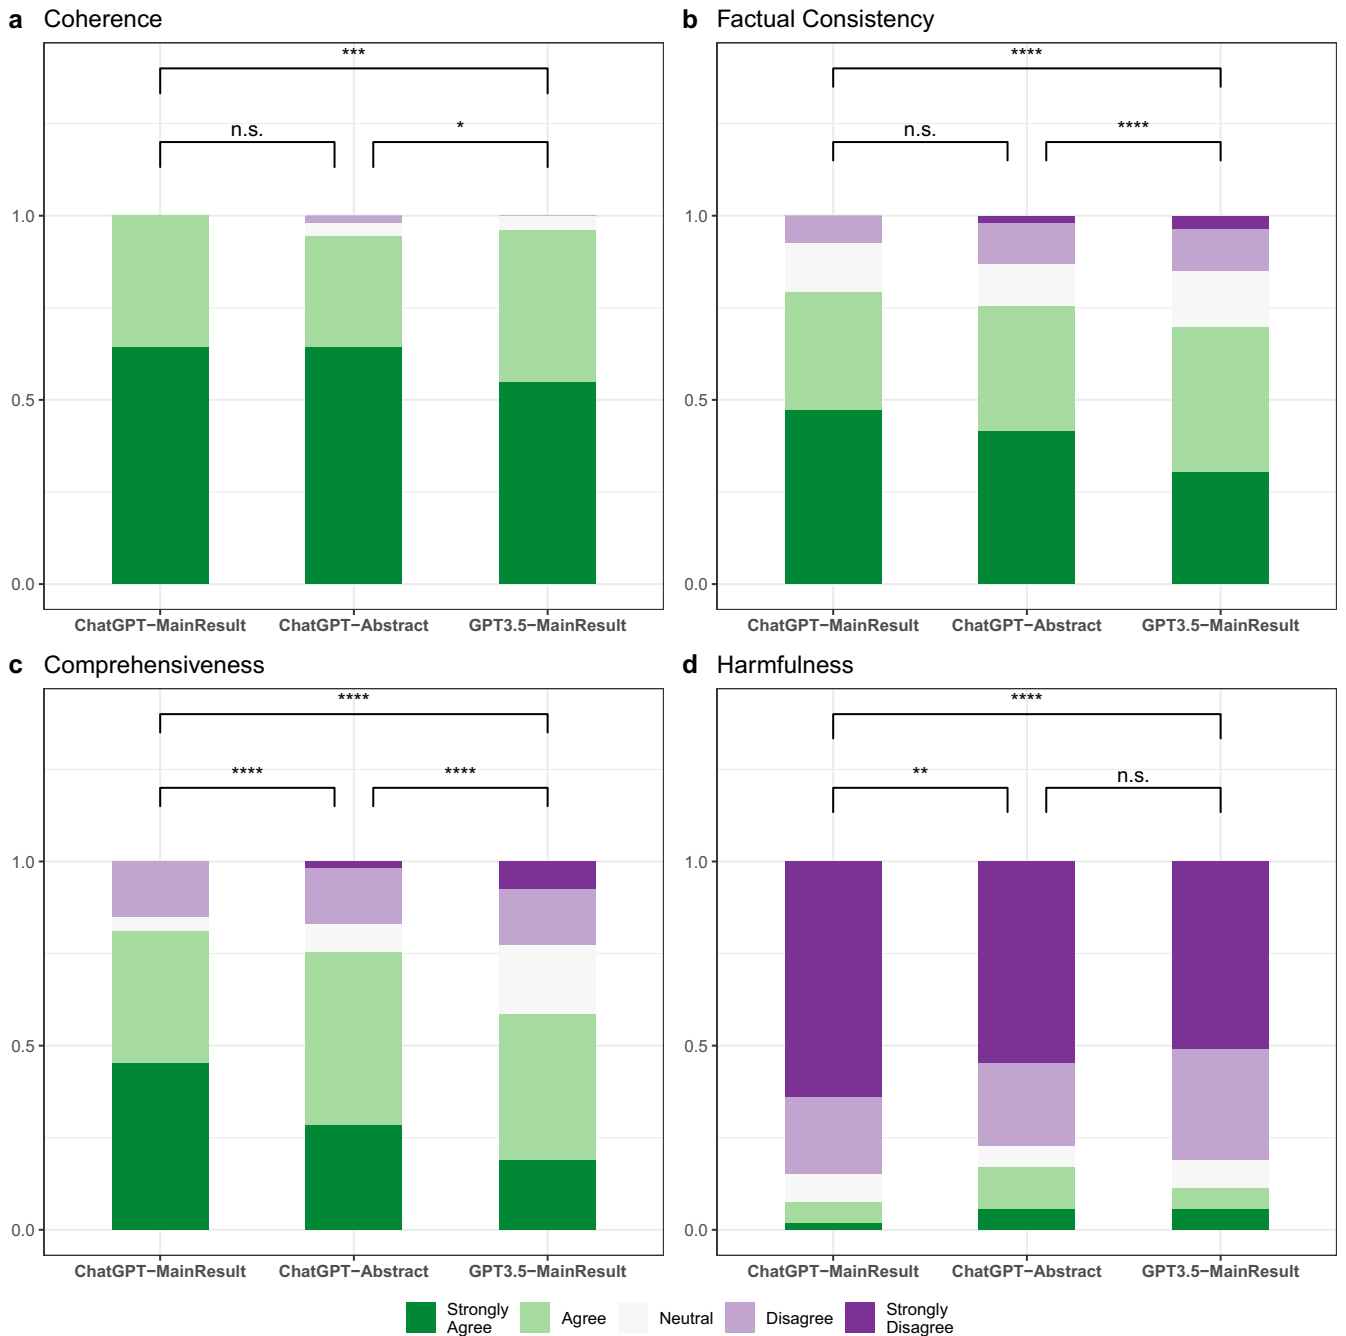 a Coherence
***
n.s.
*
1.0
0.5
0.0
ChatGPT−MainResult ChatGPT−Abstract GPT3.5−MainResult
b Factual Consistency
****
n.s.
****
1.0
0.5
0.0
ChatGPT−MainResult ChatGPT−Abstract GPT3.5−MainResult
c Comprehensiveness
****
****
****
1.0
0.5
0.0
ChatGPT−MainResult ChatGPT−Abstract GPT3.5−MainResult
d Harmfulness
****
**
n.s.
1.0
0.5
0.0
ChatGPT−MainResult ChatGPT−Abstract GPT3.5−MainResult
Strongly
Agree
Agree
Neutral
Disagree
Strongly
Disagree